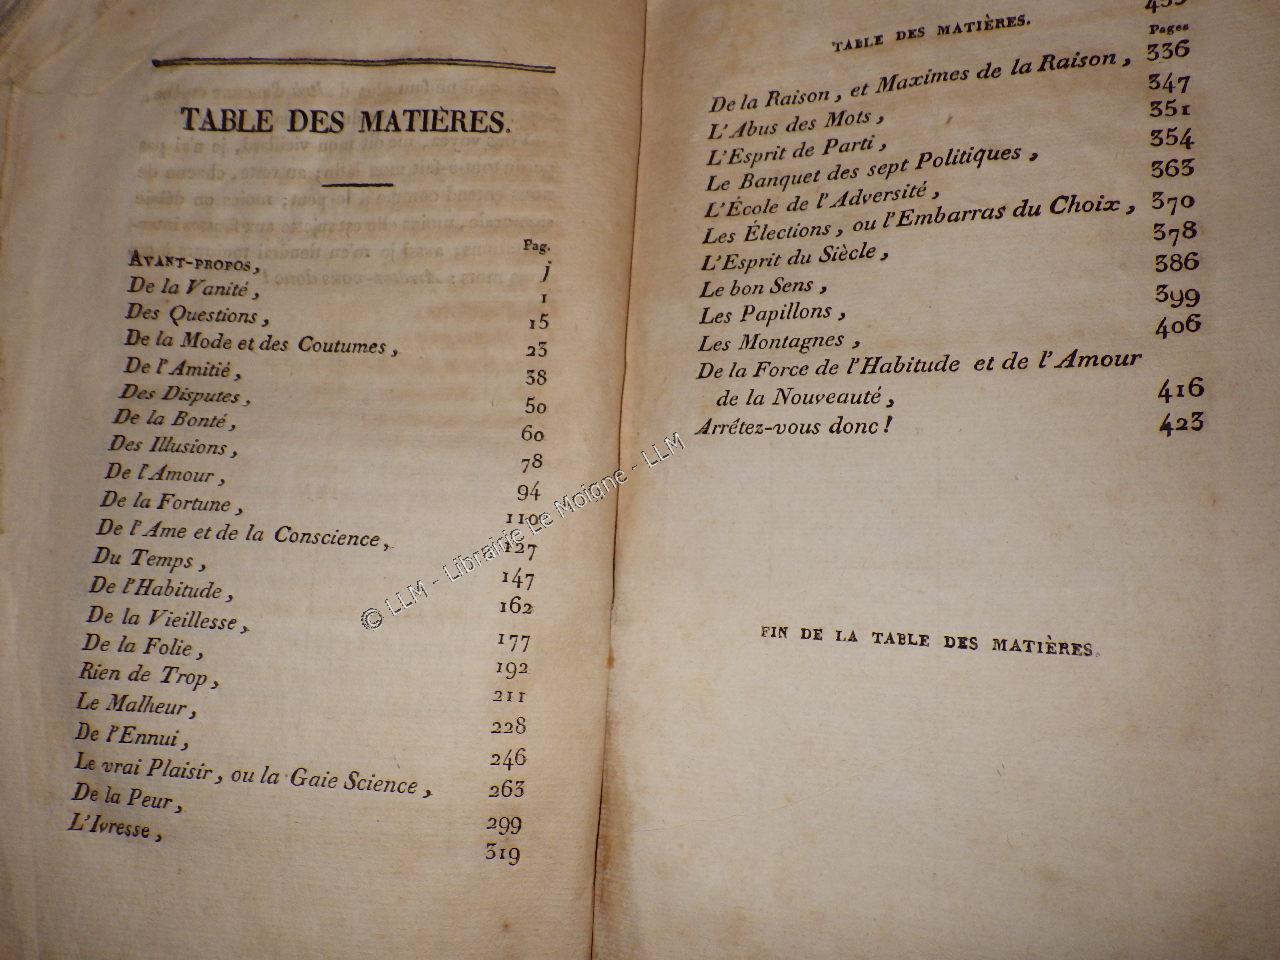 TABLE DES MATIÈRES.
Pag.
AVANT-PROPOS, j
De la Vanité, 1
Des Questions, 15
De la Mode et des Coutumes, 23
De l'Amitié, 38
Des Disputes, 50
De la Bonté, 60
Des Illusions, 78
De l'Amour, 94
De la Fortune, 110
De l'Ame et de la Conscience, 127
Du Temps, 147
De l'Habitude, 162
De la Vieillesse, 177
De la Folie, 192
Rien de Trop, 211
Le Malheur, 228
De l'Ennui, 246
Le vrai Plaisir, ou la Gaie Science, 263
De la Peur, 299
L'Ivresse, 319
TABLE DES MATIÈRES.
Pages
De la Raison, et Maximes de la Raison, 336
L'Abus des Mots, 347
L'Esprit de Parti, 351
Le Banquet des sept Politiques, 354
L'École de l'Adversité, 363
Les Élections, ou l'Embarras du Choix, 370
L'Esprit du Siècle, 378
Le bon Sens, 386
Les Papillons, 399
Les Montagnes, 406
De la Force de l'Habitude et de l'Amour
de la Nouveauté, 416
Arrétez-vous donc! 423
FIN DE LA TABLE DES MATIÈRES.
© LLM - Librairie Le Moigne - LLM